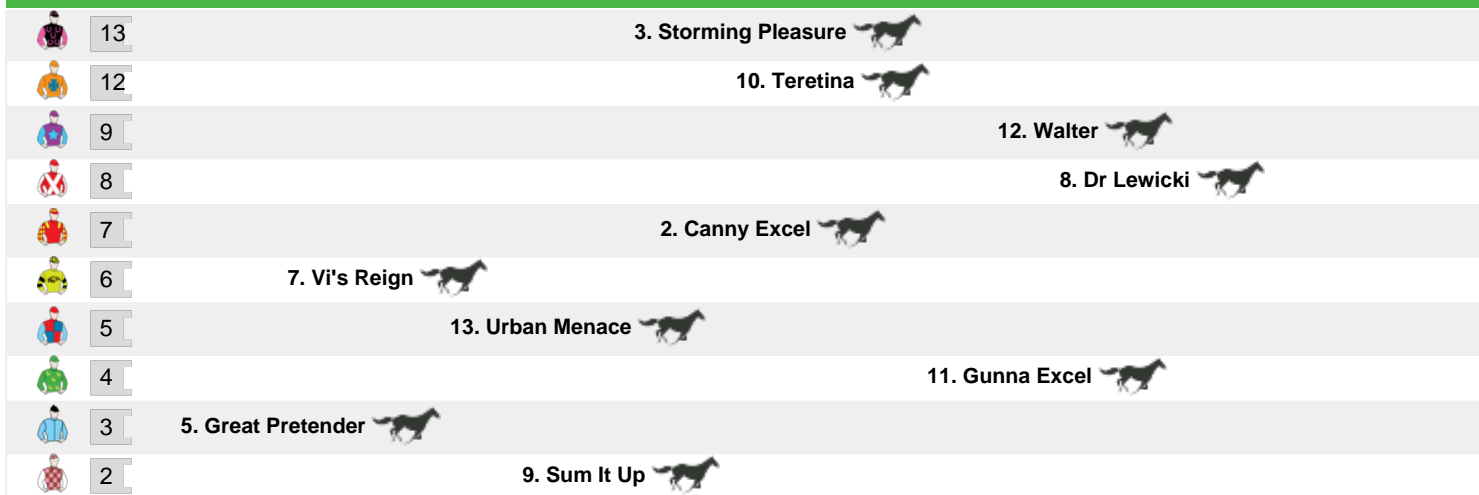 13 3. Storming Pleasure
12 10. Teretina
9 12. Walter
8 8. Dr Lewicki
7 2. Canny Excel
6 7. Vi's Reign
5 13. Urban Menace
4 11. Gunna Excel
3 5. Great Pretender
2 9. Sum It Up